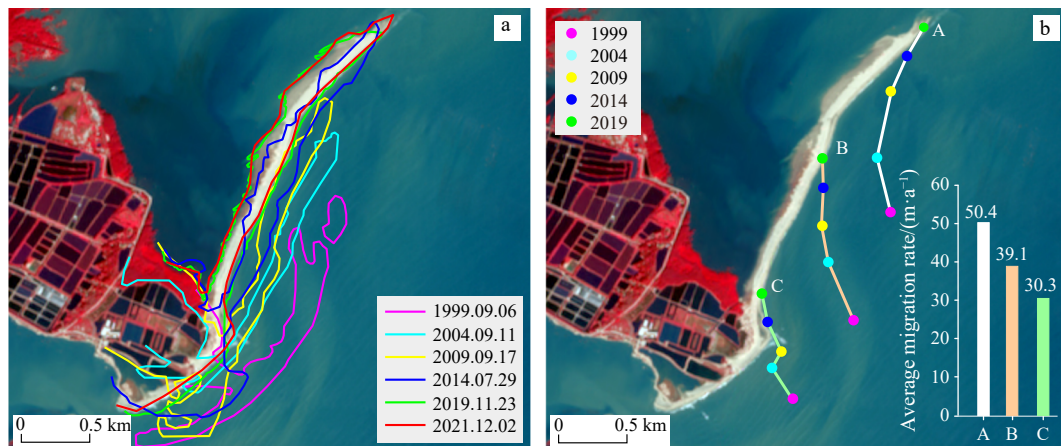 a
1999.09.06
2004.09.11
2009.09.17
2014.07.29
2019.11.23
2021.12.02
0 0.5 km
b
1999
2004
2009
2014
2019
A
B
C
Average migration rate/(m·a⁻¹)
60
50
40
30
20
10
0
50.4
39.1
30.3
A B C
0 0.5 km